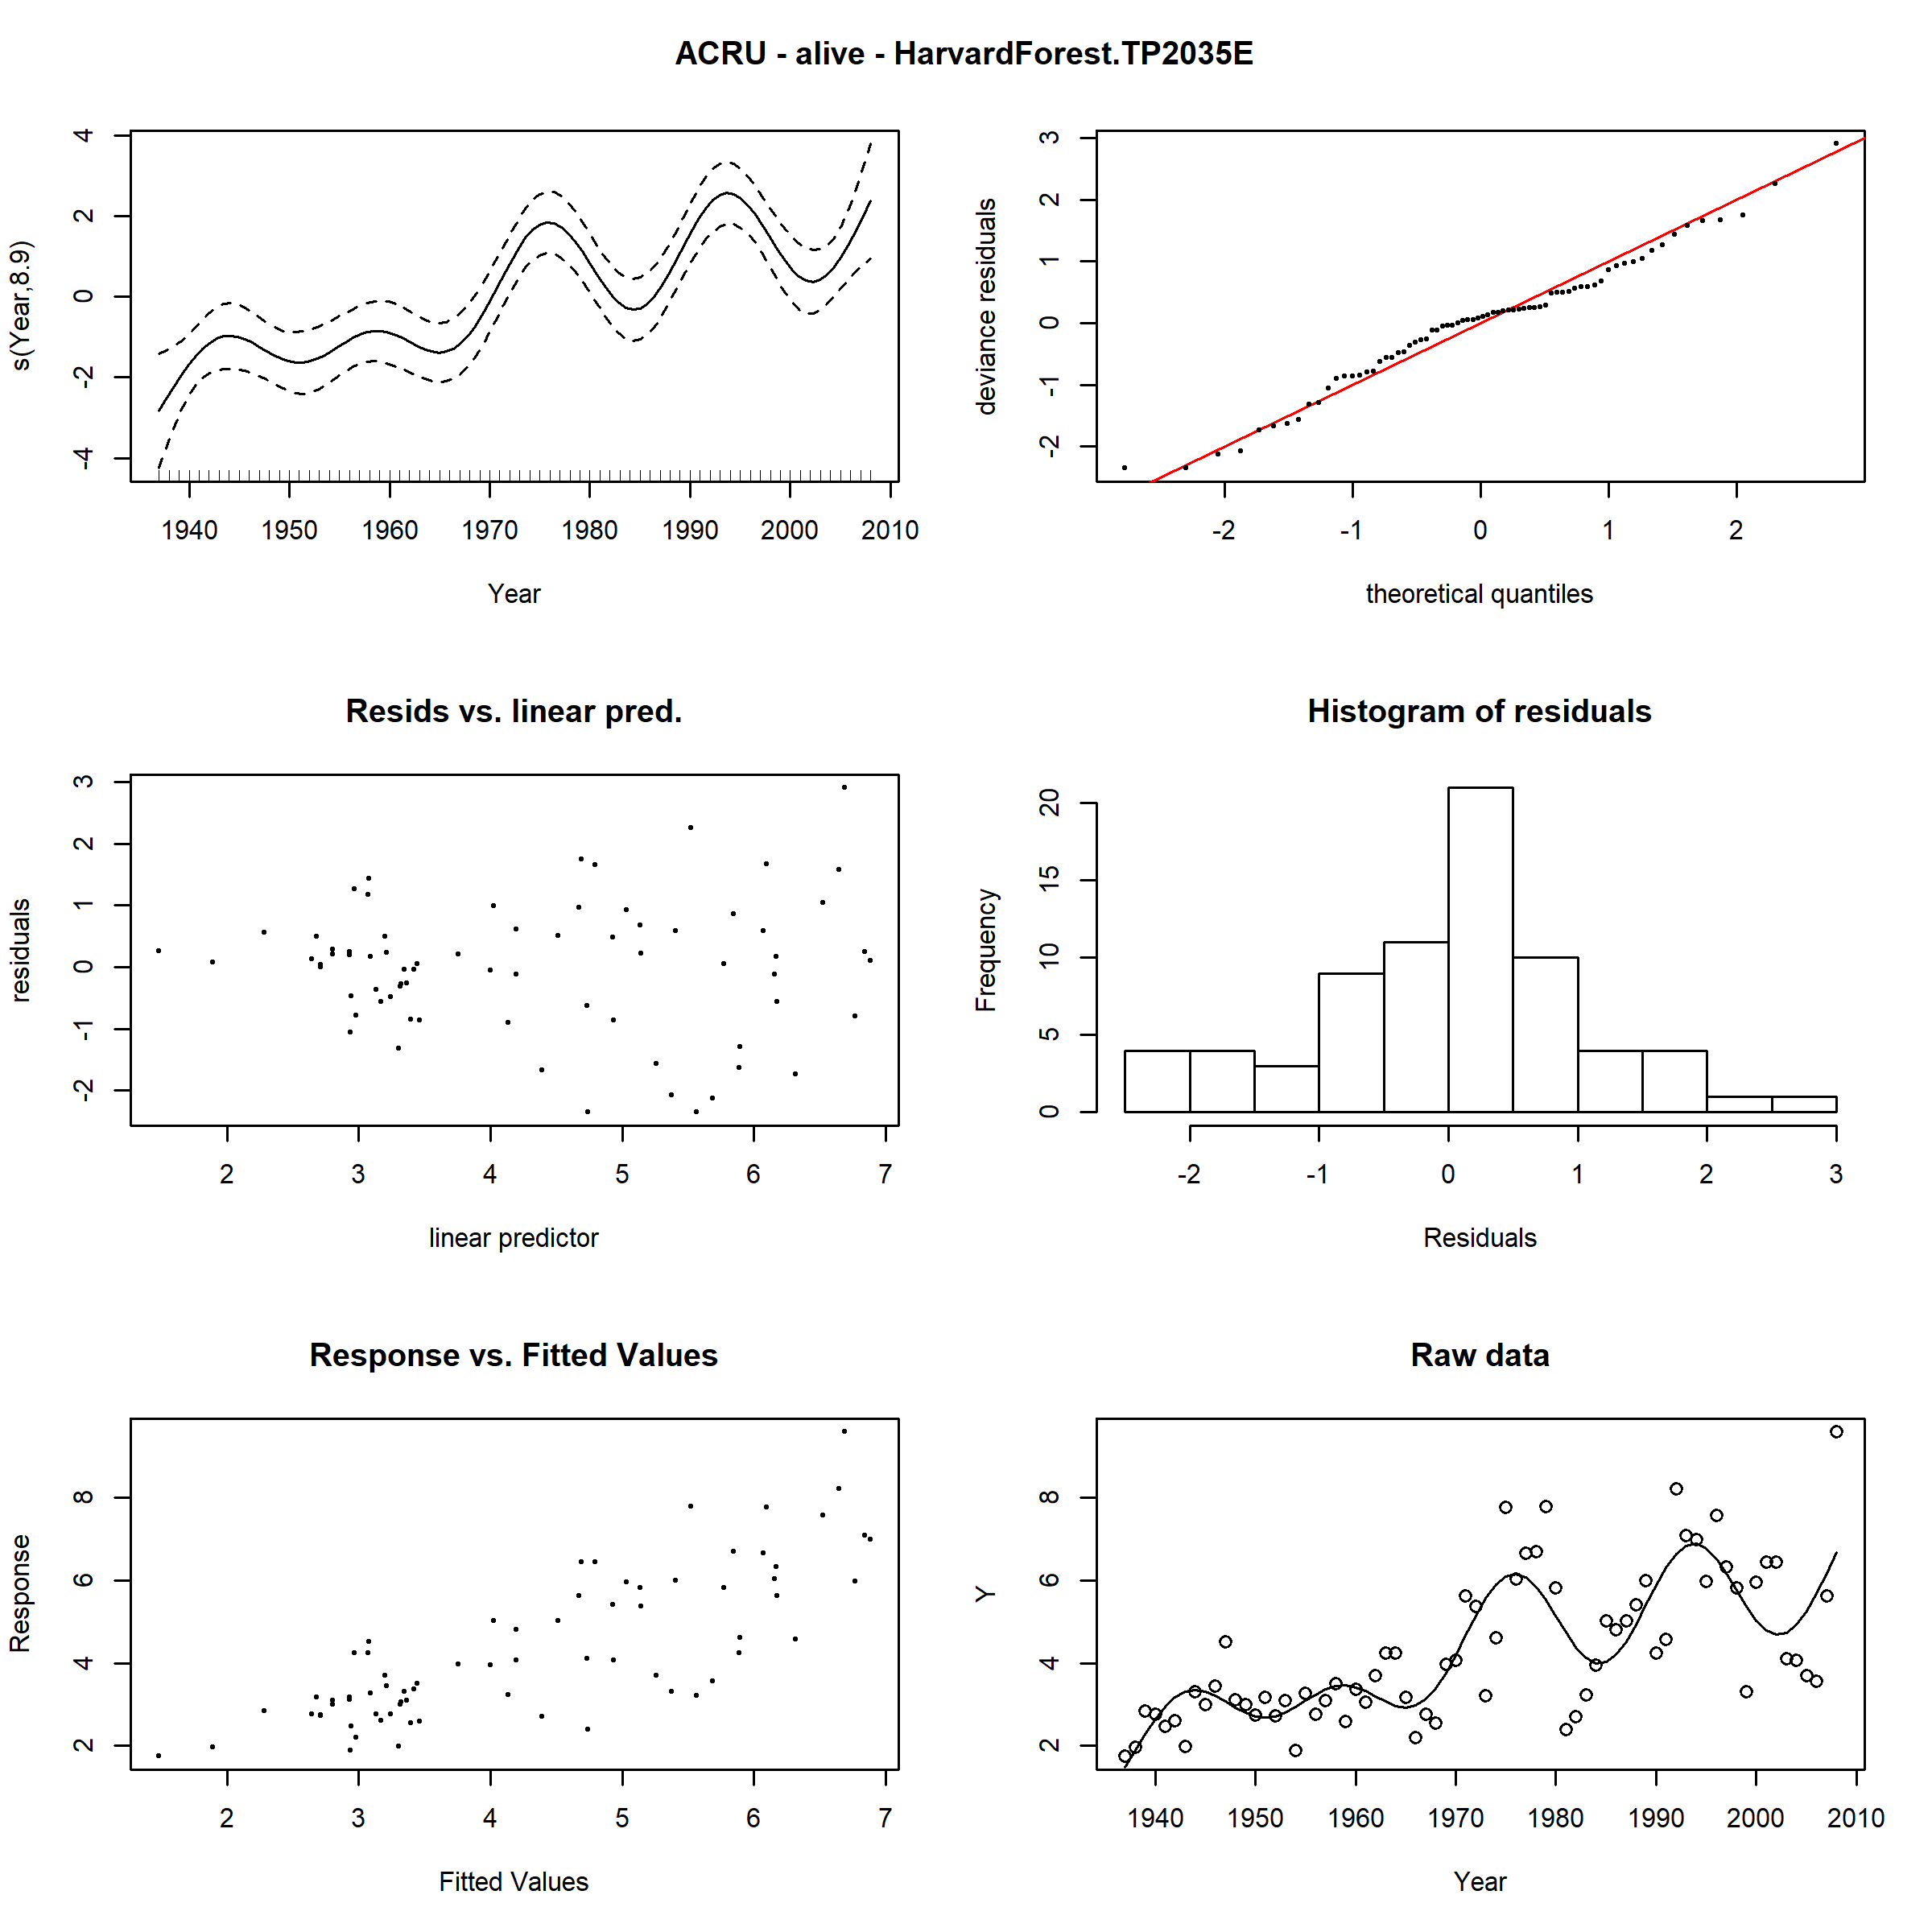 ACRU - alive - HarvardForest.TP2035E
s(Year,8.9)
-4 -2 0 2 4
1940 1950 1960 1970 1980 1990 2000 2010
Year
deviance residuals
-2 -1 0 1 2 3
-2 -1 0 1 2
theoretical quantiles
Resids vs. linear pred.
residuals
-2 -1 0 1 2 3
2 3 4 5 6 7
linear predictor
Histogram of residuals
Frequency
0 5 10 15 20
-2 -1 0 1 2 3
Residuals
Response vs. Fitted Values
Response
2 4 6 8
2 3 4 5 6 7
Fitted Values
Raw data
Y
2 4 6 8
1940 1950 1960 1970 1980 1990 2000 2010
Year